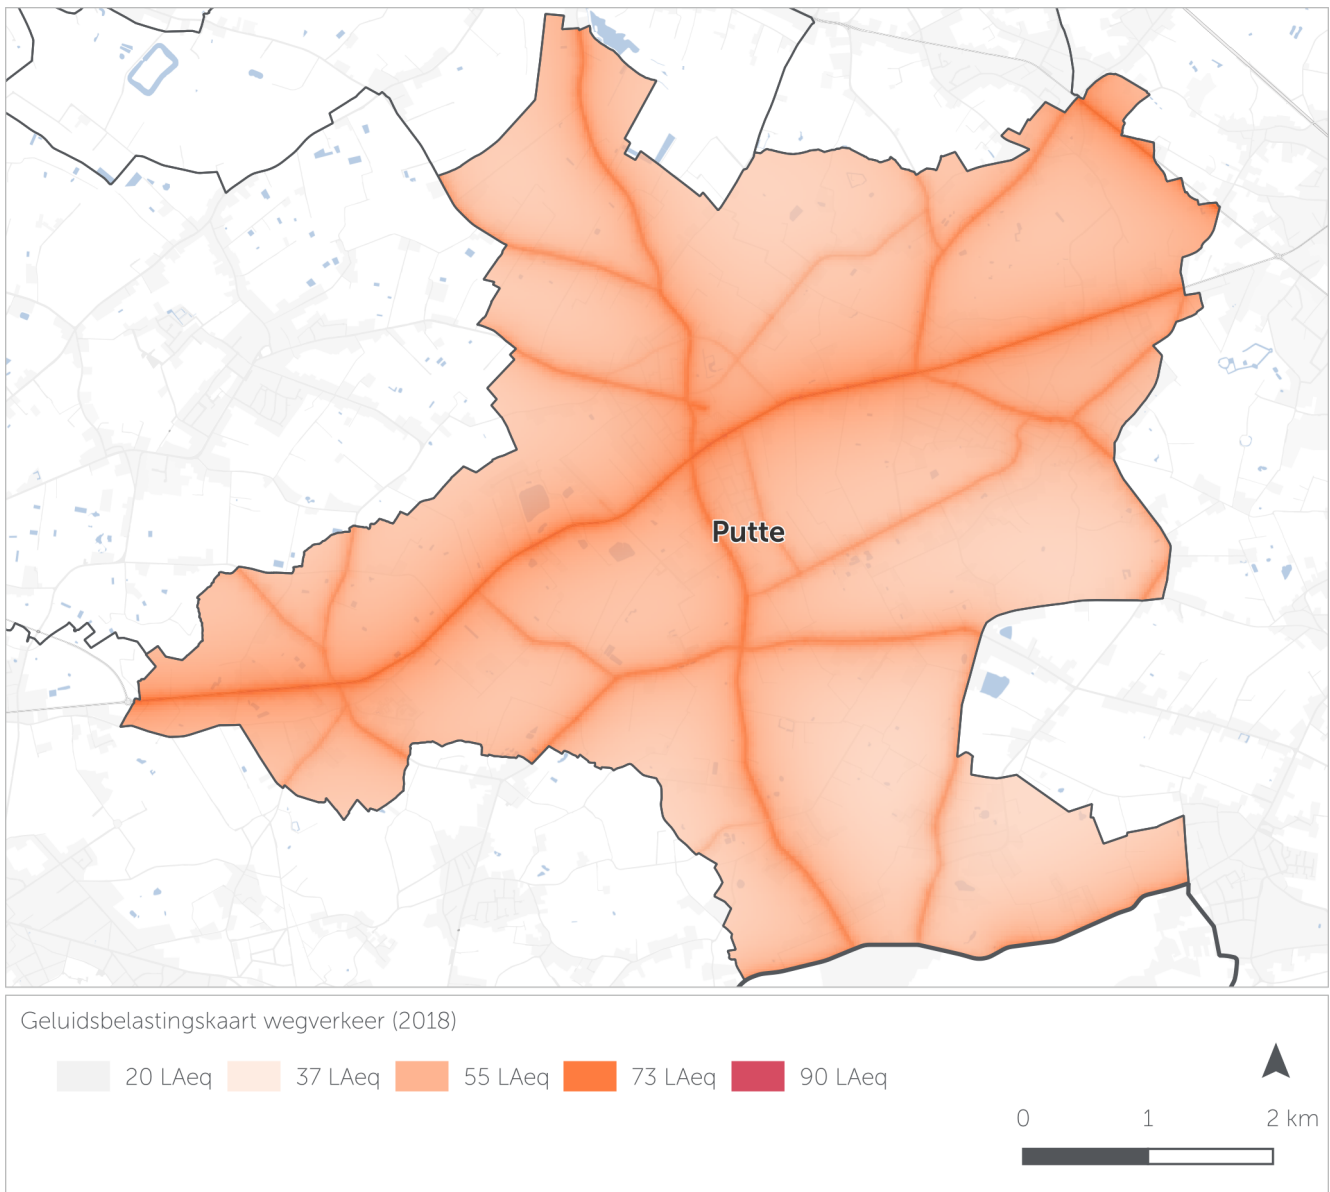 Putte
Geluidsbelastingskaart wegverkeer (2018)
20 LAeq 37 LAeq 55 LAeq 73 LAeq 90 LAeq
0 1 2 km